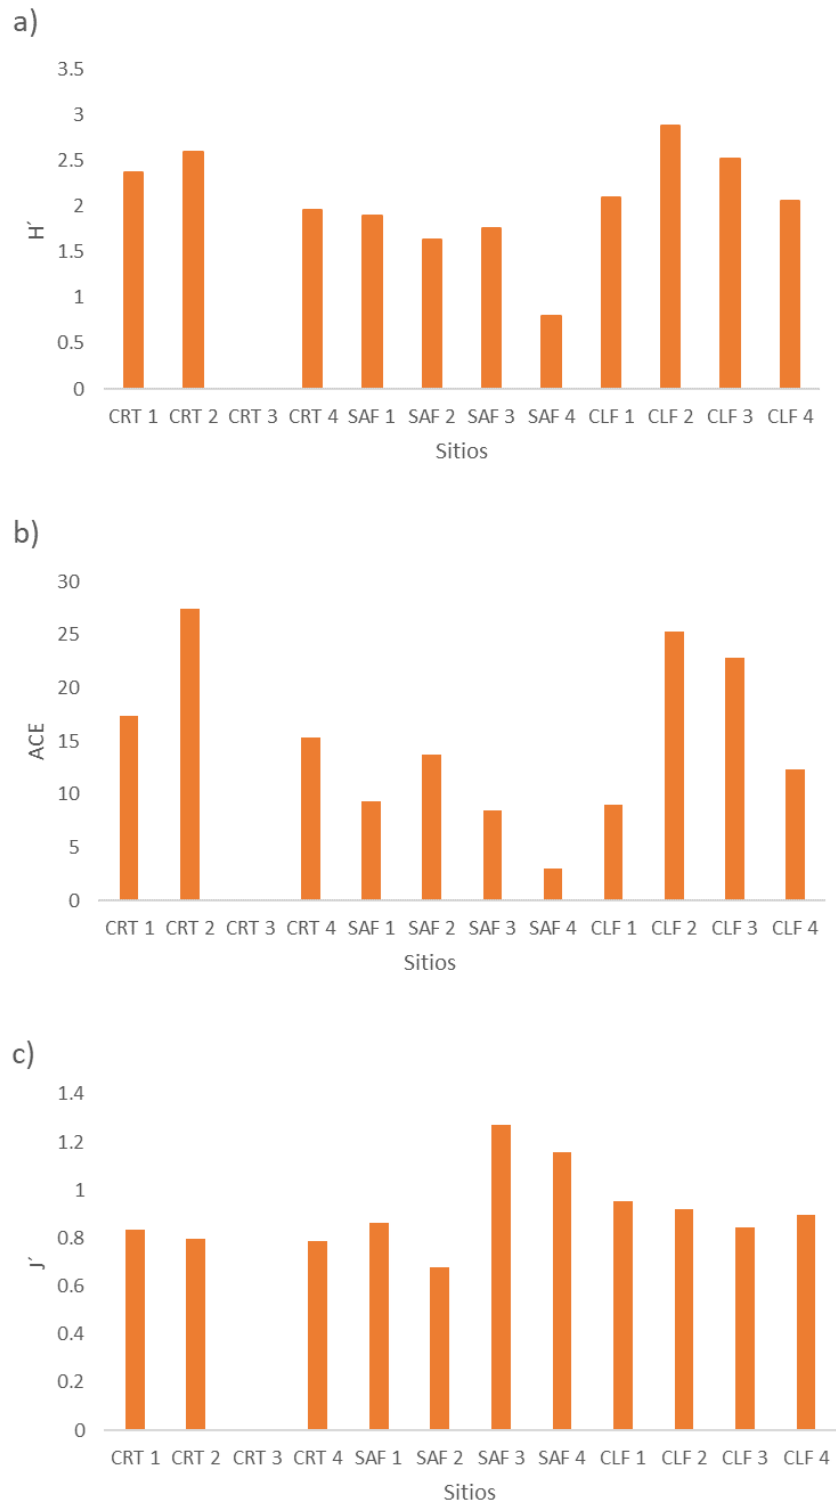 a)
3.5
3
2.5
2
1.5
1
0.5
0
H´
CRT 1 CRT 2 CRT 3 CRT 4 SAF 1 SAF 2 SAF 3 SAF 4 CLF 1 CLF 2 CLF 3 CLF 4
Sitios
b)
30
25
20
15
10
5
0
ACE
CRT 1 CRT 2 CRT 3 CRT 4 SAF 1 SAF 2 SAF 3 SAF 4 CLF 1 CLF 2 CLF 3 CLF 4
Sitios
c)
1.4
1.2
1
0.8
0.6
0.4
0.2
0
J´
CRT 1 CRT 2 CRT 3 CRT 4 SAF 1 SAF 2 SAF 3 SAF 4 CLF 1 CLF 2 CLF 3 CLF 4
Sitios